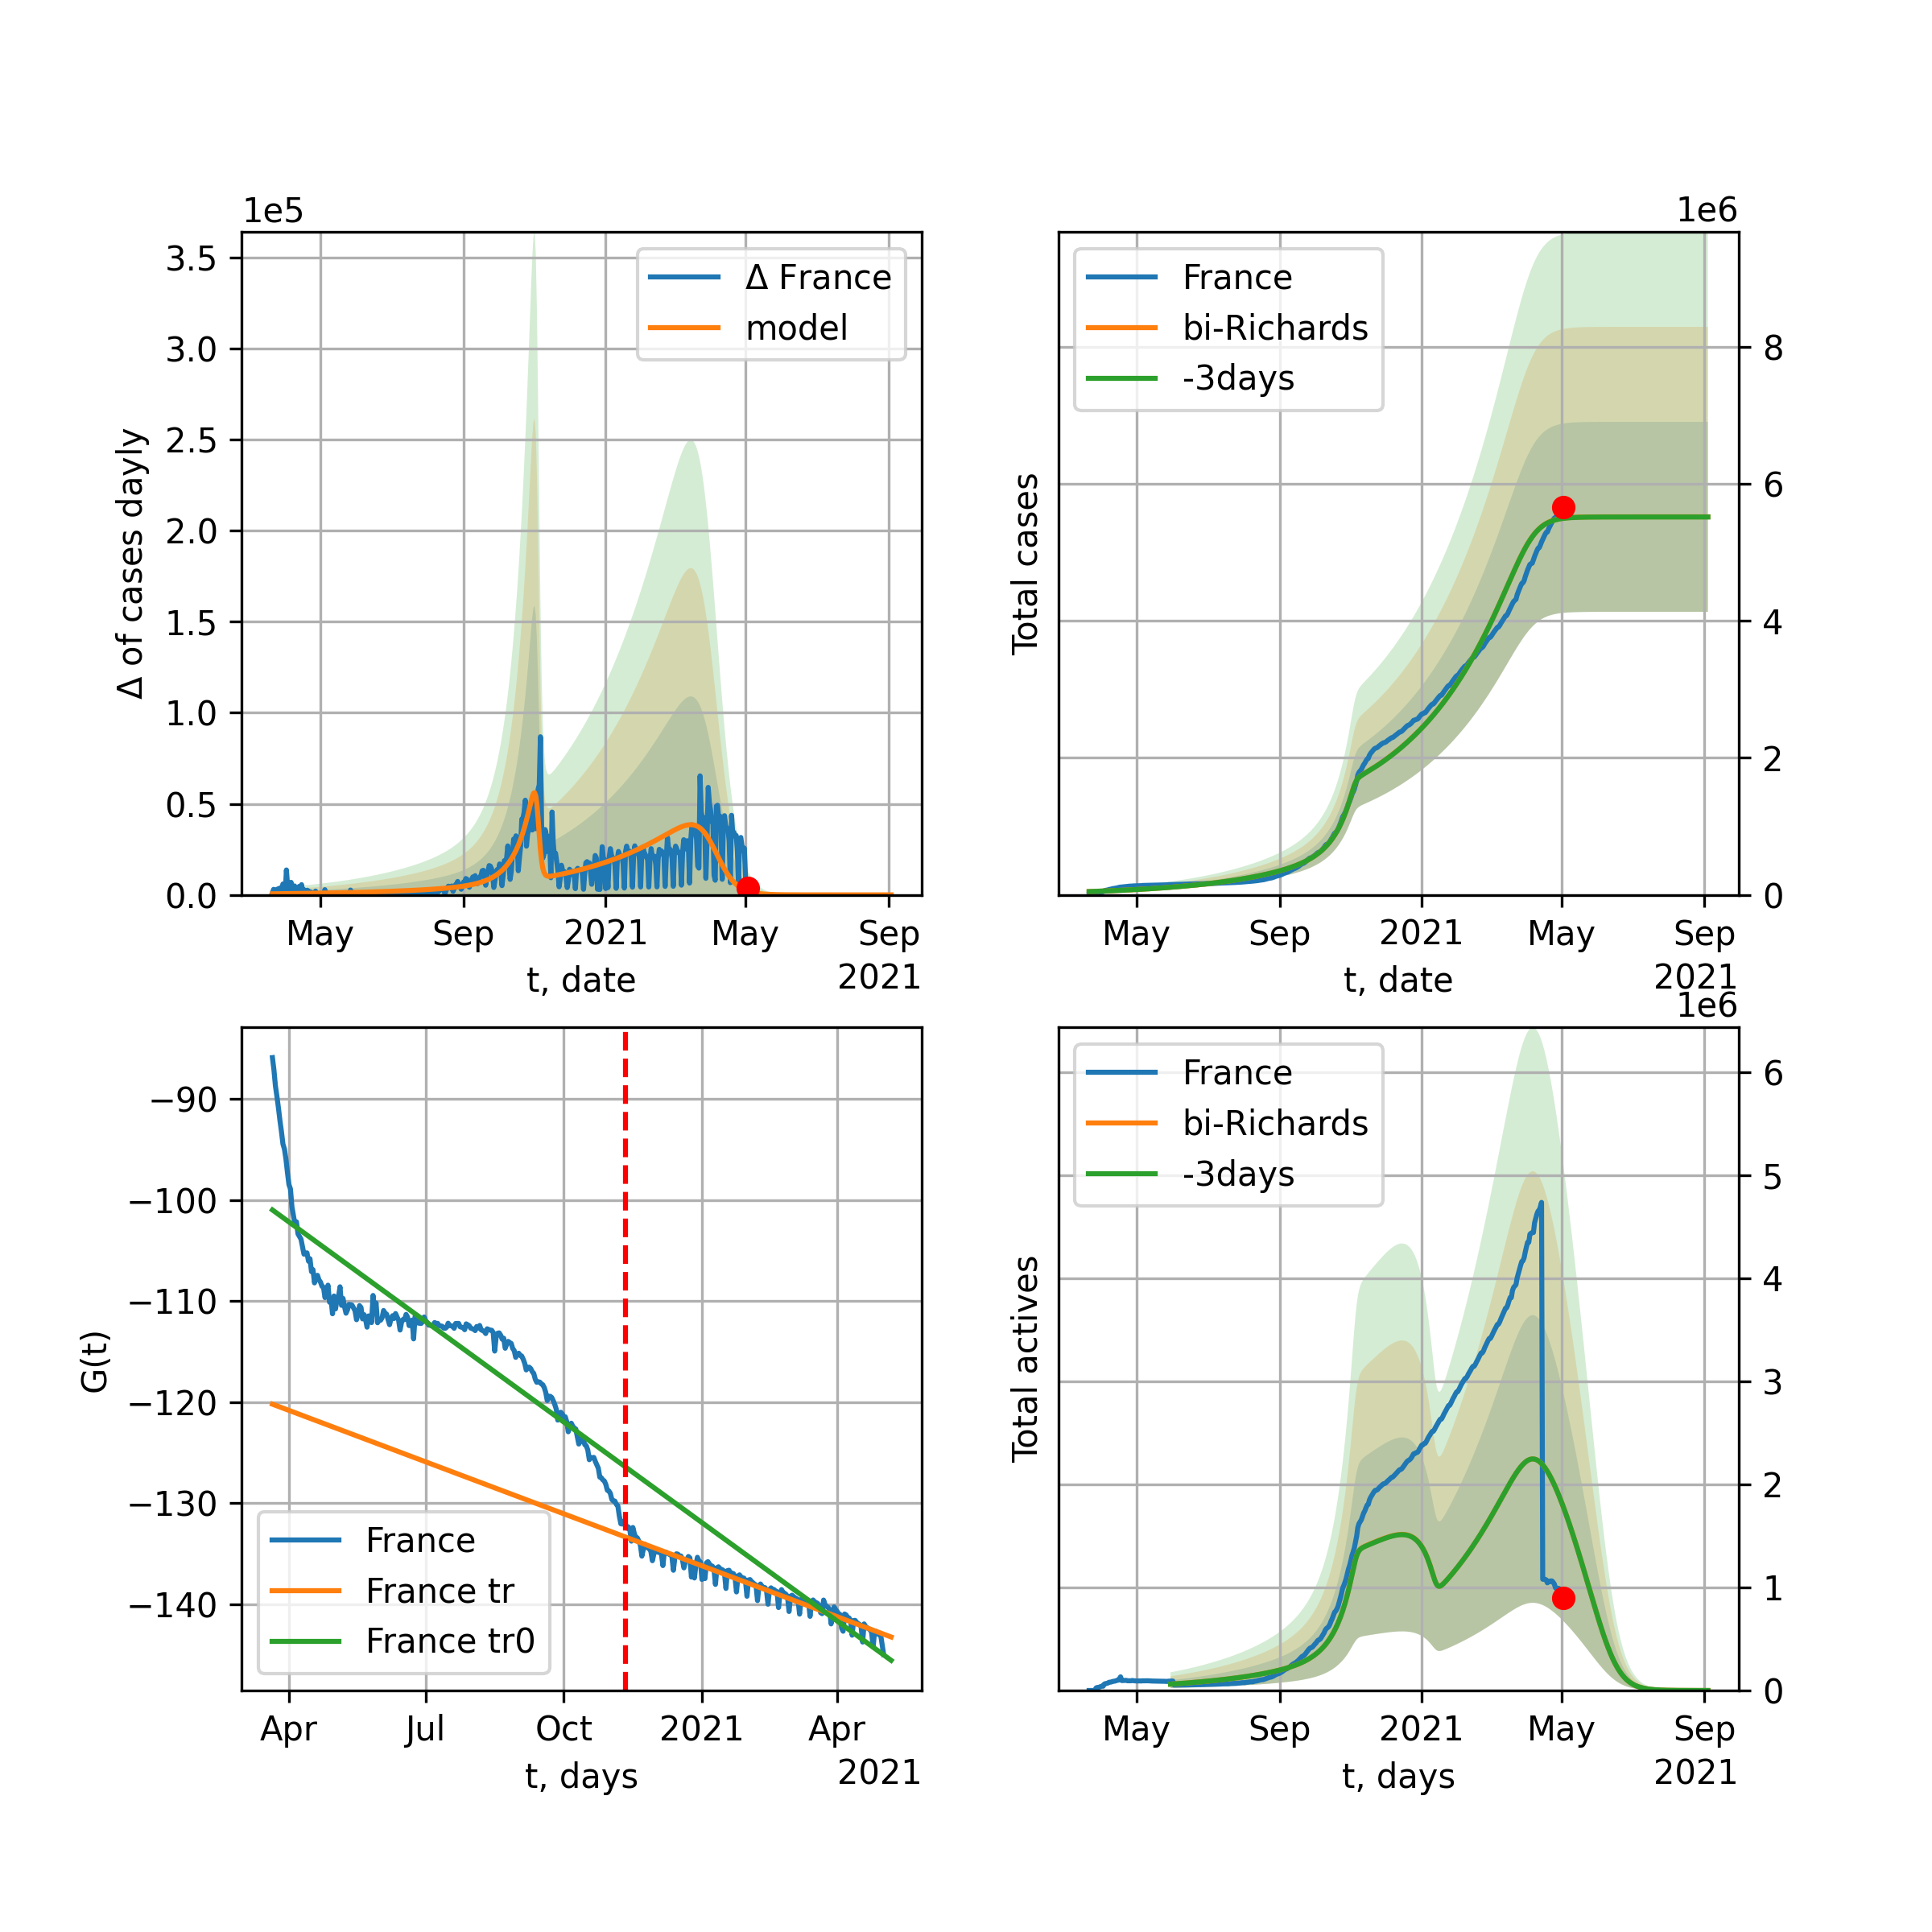 1e5
3.5
3.0
2.5
2.0
1.5
1.0
0.5
0.0
Δ of cases dayly
Δ France
model
May Sep 2021 May Sep
t, date
2021
1e6
France
bi-Richards
-3days
Total cases
8
6
4
2
0
May Sep 2021 May Sep
t, date
2021
G(t)
−90
−100
−110
−120
−130
−140
France
France tr
France tr0
Apr Jul Oct 2021 Apr
t, days
2021
1e6
France
bi-Richards
-3days
Total actives
6
5
4
3
2
1
0
May Sep 2021 May Sep
t, days
2021